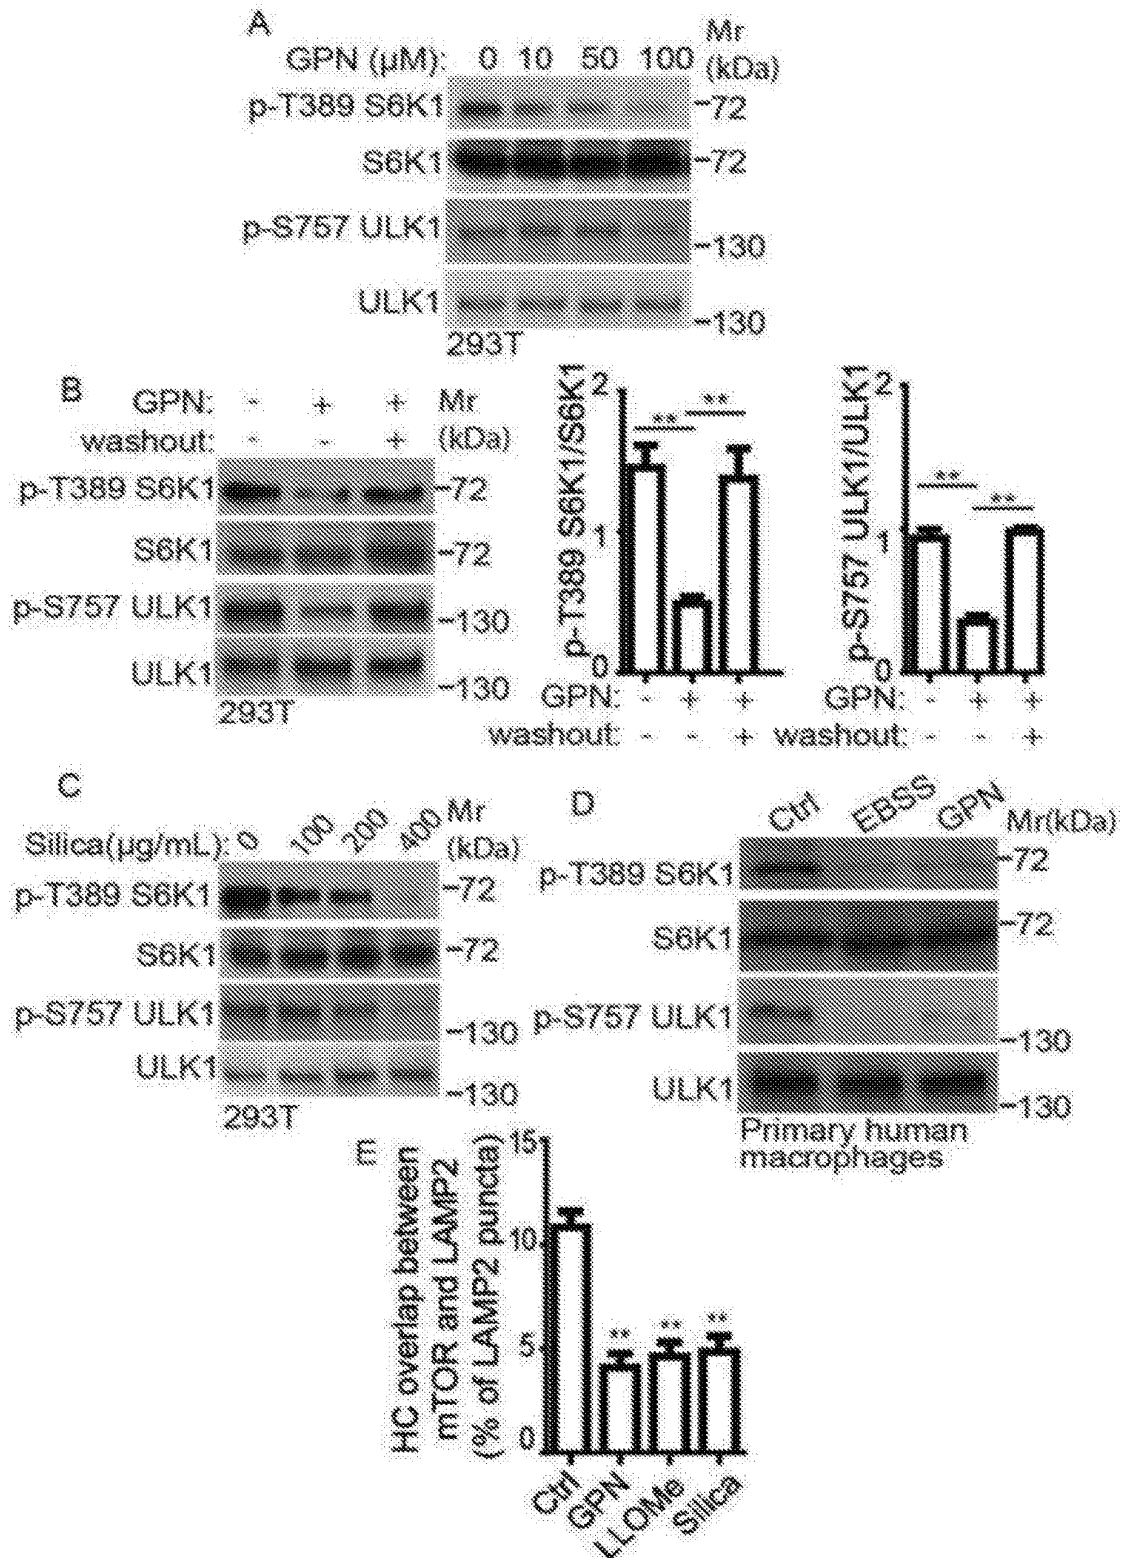 A
GPN (µM): 0 10 50 100 Mr (kDa)
p-T389 S6K1 -72
S6K1 -72
p-S757 ULK1 -130
ULK1 -130
293T
B
GPN: - + + Mr
washout: - - + (kDa)
p-T389 S6K1 -72
S6K1 -72
p-S757 ULK1 -130
ULK1 -130
293T
p-T389 S6K1/S6K1
2
1
0
** **
GPN: - + +
washout: - - +
p-S757 ULK1/ULK1
2
1
0
** **
GPN: - + +
washout: - - +
C
Silica(µg/mL): 0 100 200 400 Mr (kDa)
p-T389 S6K1 -72
S6K1 -72
p-S757 ULK1 -130
ULK1 -130
293T
D
Ctrl EBSS GPN Mr(kDa)
p-T389 S6K1 -72
S6K1 -72
p-S757 ULK1 -130
ULK1 -130
Primary human
macrophages
E
HC overlap between
mTOR and LAMP2
(% of LAMP2 puncta)
15
10
5
0
** ** **
Ctrl GPN LLOMe Silica